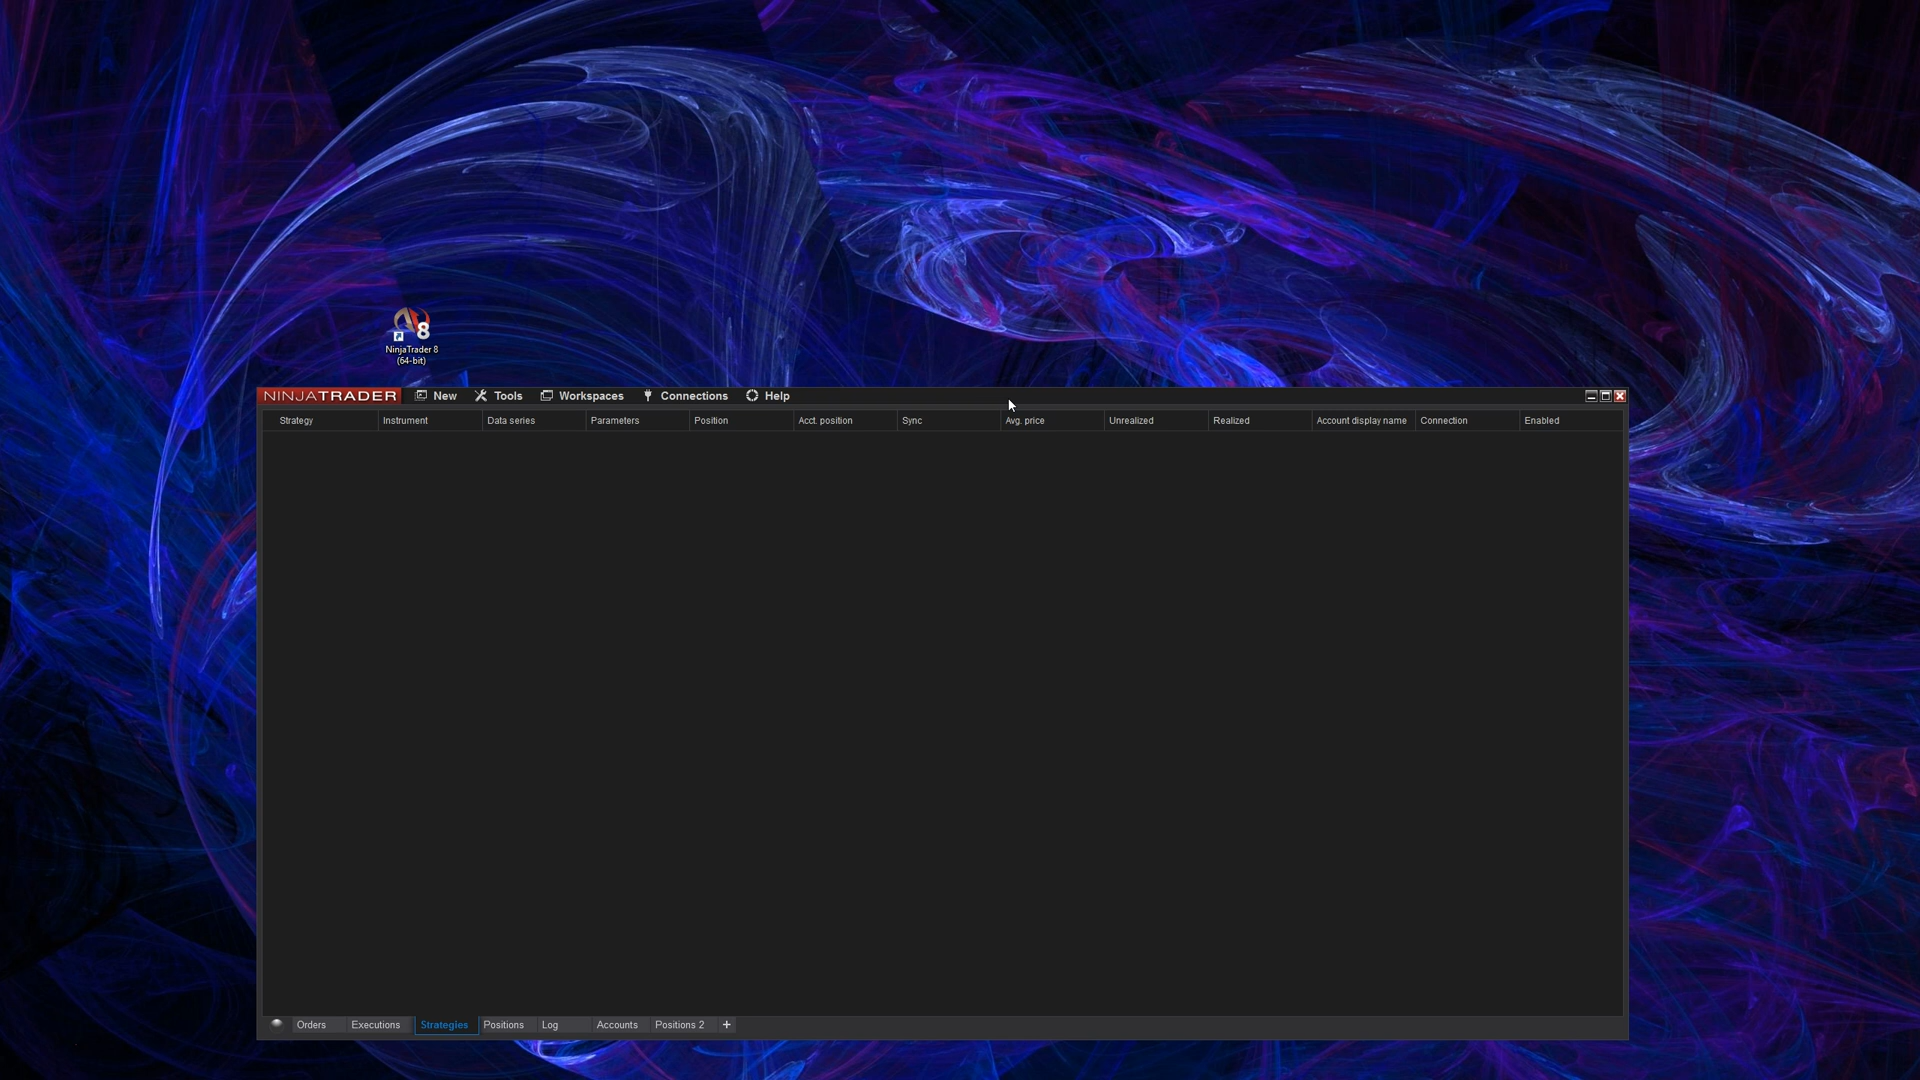 NinjaTrader 8
(64-bit)
NINJATRADER New Tools Workspaces Connections Help
Strategy Instrument Data series Parameters Position Acct. position Sync Avg. price Unrealized Realized Account display name Connection Enabled
Orders Executions Strategies Positions Log Accounts Positions 2 +